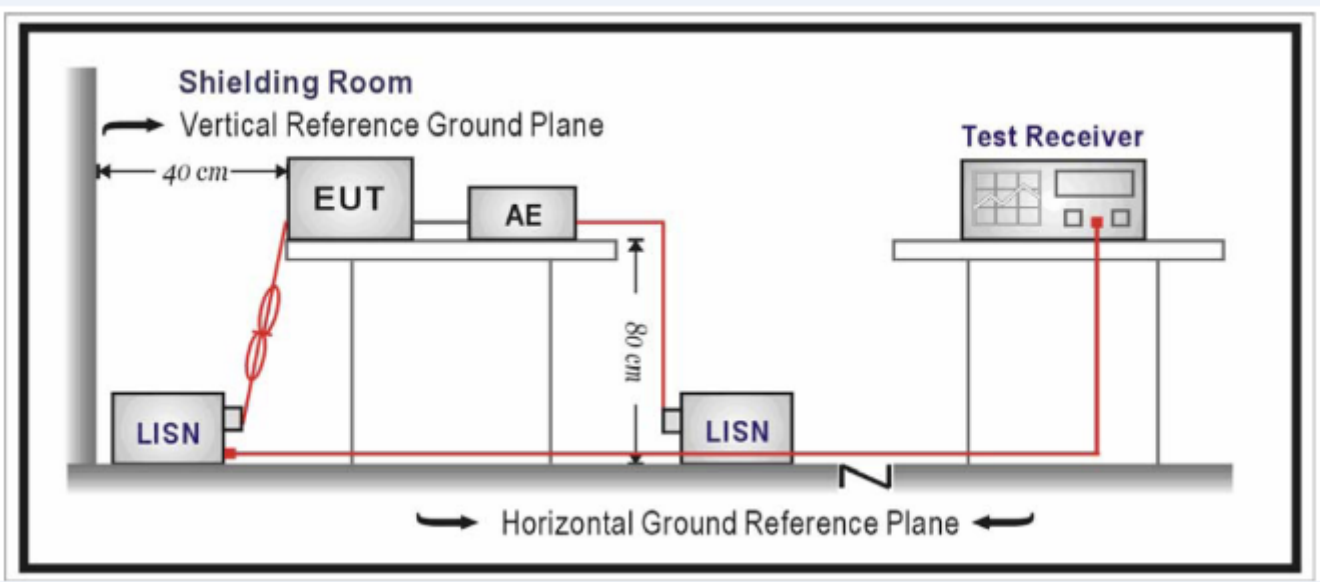 Shielding Room
Vertical Reference Ground Plane
40 cm
EUT
AE
Test Receiver
80 cm
LISN
LISN
Horizontal Ground Reference Plane